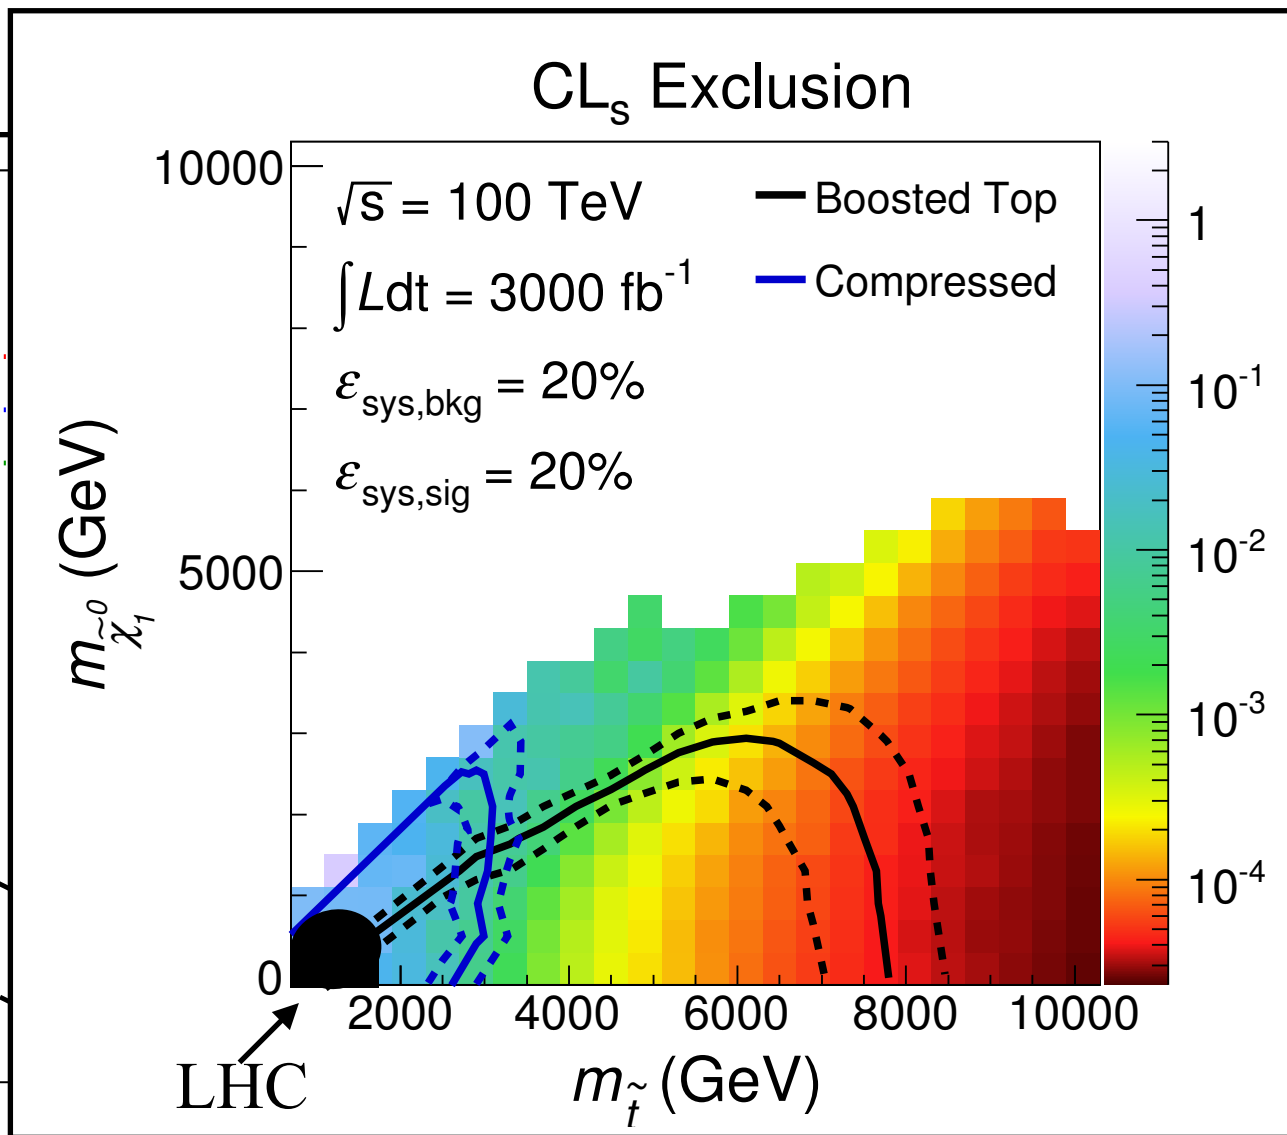 CLs Exclusion
10000
√s = 100 TeV
Boosted Top
1
∫Ldt = 3000 fb⁻¹
Compressed
10⁻¹
εsys,bkg = 20%
εsys,sig = 20%
m χ̃₁⁰ (GeV)
5000
10⁻²
10⁻³
10⁻⁴
0
2000 4000 6000 8000 10000
LHC
m t̃ (GeV)